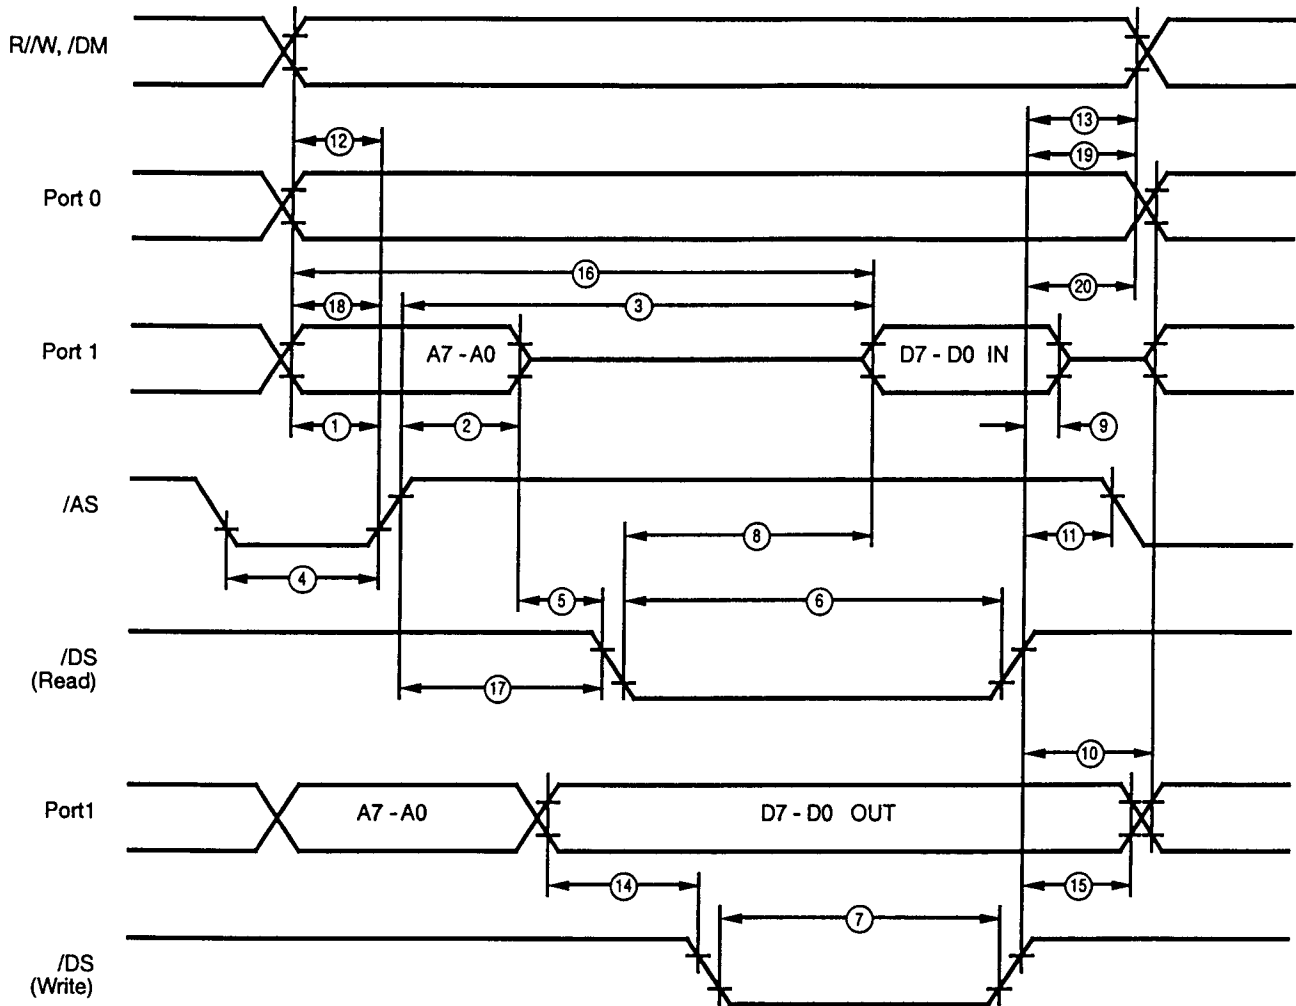 R//W, /DM
13
12
19
Port 0
16
20
18
3
Port 1
A7 - A0
D7 - D0 IN
1
2
9
/AS
8
11
4
5
6
/DS
(Read)
17
10
Port1
A7 - A0
D7 - D0 OUT
14
15
7
/DS
(Write)